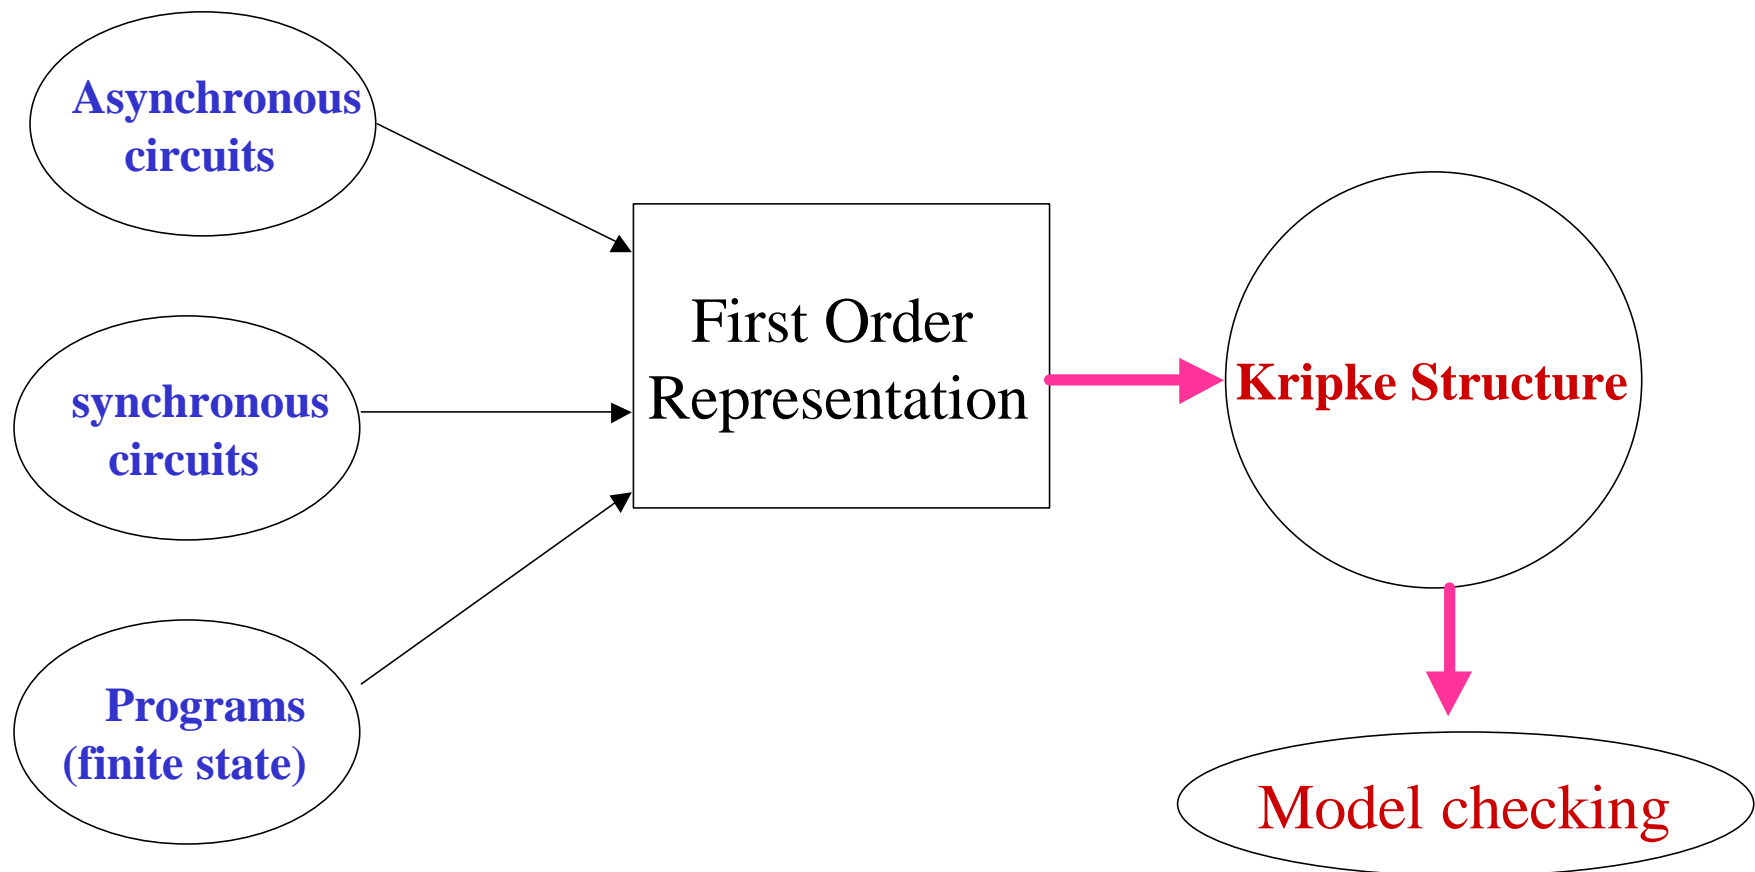 Asynchronous
circuits
synchronous
circuits
Programs
(finite state)
First Order
Representation
Kripke Structure
Model checking